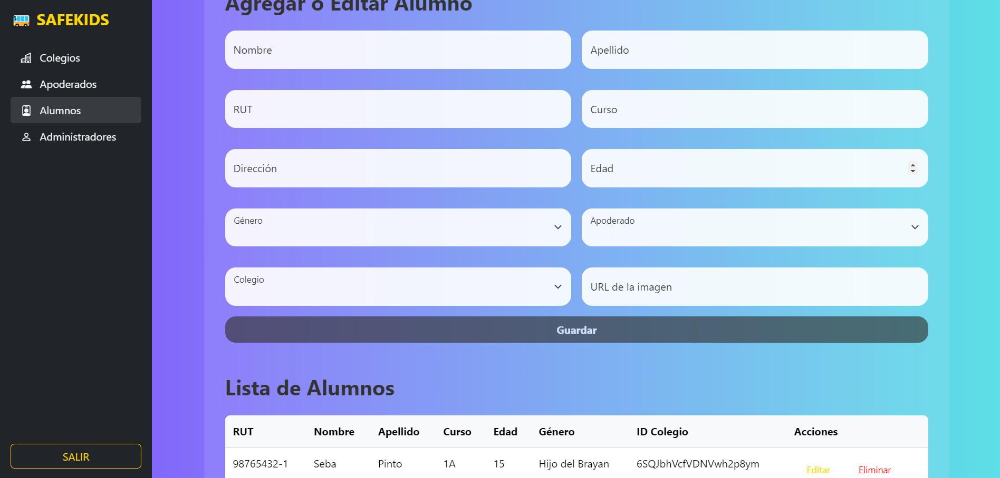 SAFEKIDS
Colegios
Apoderados
Alumnos
Administradores
SALIR
Agregar o Editar Alumno
Nombre
Apellido
RUT
Curso
Dirección
Edad
Género
Apoderado
Colegio
URL de la imagen
Guardar
Lista de Alumnos
RUT Nombre Apellido Curso Edad Género ID Colegio Acciones
98765432-1 Seba Pinto 1A 15 Hijo del Brayan 6SQJbhVcfVDNVwh2p8ym Editar Eliminar